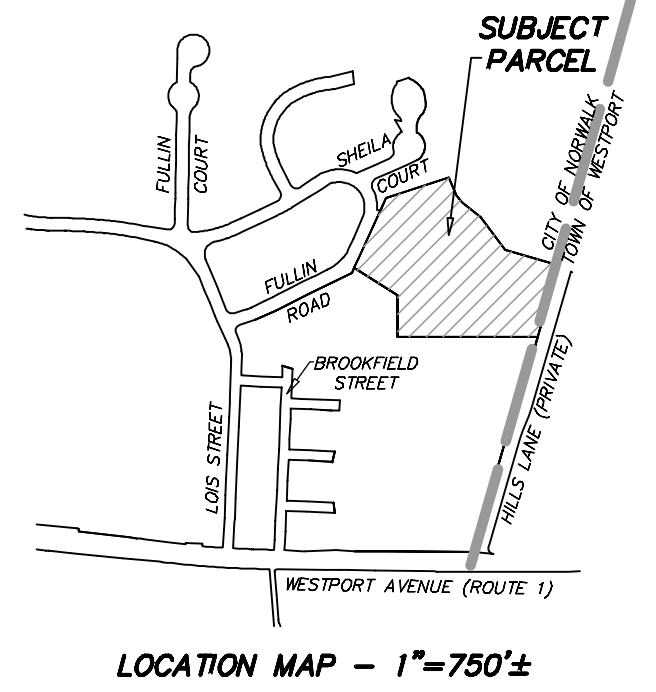 SUBJECT
PARCEL
FULLIN
COURT
SHEILA
COURT
CITY OF NORWALK
TOWN OF WESTPORT
FULLIN
ROAD
BROOKFIELD
STREET
LOIS STREET
HILLS LANE (PRIVATE)
WESTPORT AVENUE (ROUTE 1)
LOCATION MAP - 1"=750'±